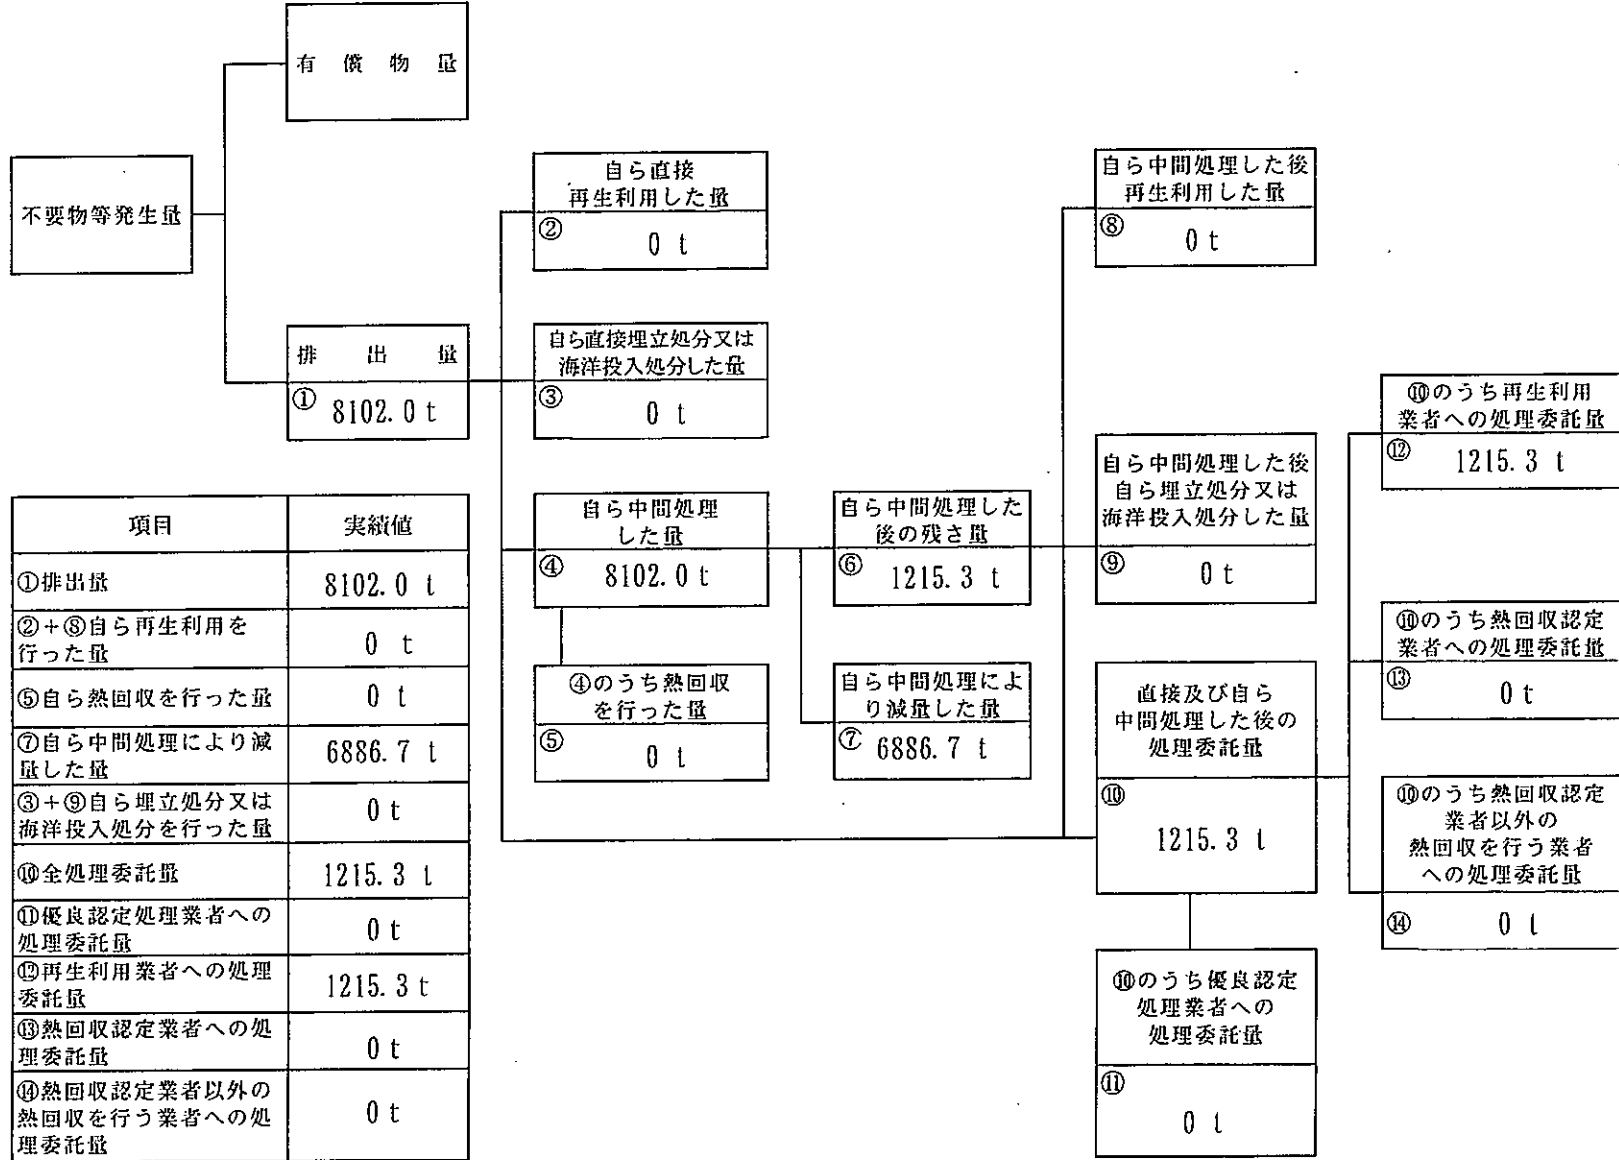 有償物量
不要物等発生量
排出量
① 8102.0 t
自ら直接
再生利用した量
②
0 t
自ら直接埋立処分又は
海洋投入処分した量
③
0 t
自ら中間処理
した量
④ 8102.0 t
④のうち熱回収
を行った量
⑤
0 t
自ら中間処理した
後の残さ量
⑥ 1215.3 t
自ら中間処理によ
り減量した量
⑦ 6886.7 t
自ら中間処理した後
再生利用した量
⑧
0 t
自ら中間処理した後
自ら埋立処分又は
海洋投入処分した量
⑨ 0 t
直接及び自ら
中間処理した後の
処理委託量
⑩
1215.3 t
⑩のうち優良認定
処理業者への
処理委託量
⑪
0 t
⑩のうち再生利用
業者への処理委託量
⑫ 1215.3 t
⑩のうち熱回収認定
業者への処理委託量
⑬ 0 t
⑩のうち熱回収認定
業者以外の
熱回収を行う業者
への処理委託量
⑭ 0 t
項目 実績値
①排出量 8102.0 t
②+⑧自ら再生利用を
行った量 0 t
⑤自ら熱回収を行った量 0 t
⑦自ら中間処理により減
量した量 6886.7 t
③+⑨自ら埋立処分又は
海洋投入処分を行った量 0 t
⑩全処理委託量 1215.3 t
⑪優良認定処理業者への
処理委託量 0 t
⑫再生利用業者への処理
委託量 1215.3 t
⑬熱回収認定業者への処
理委託量 0 t
⑭熱回収認定業者以外の
熱回収を行う業者への処
理委託量 0 t